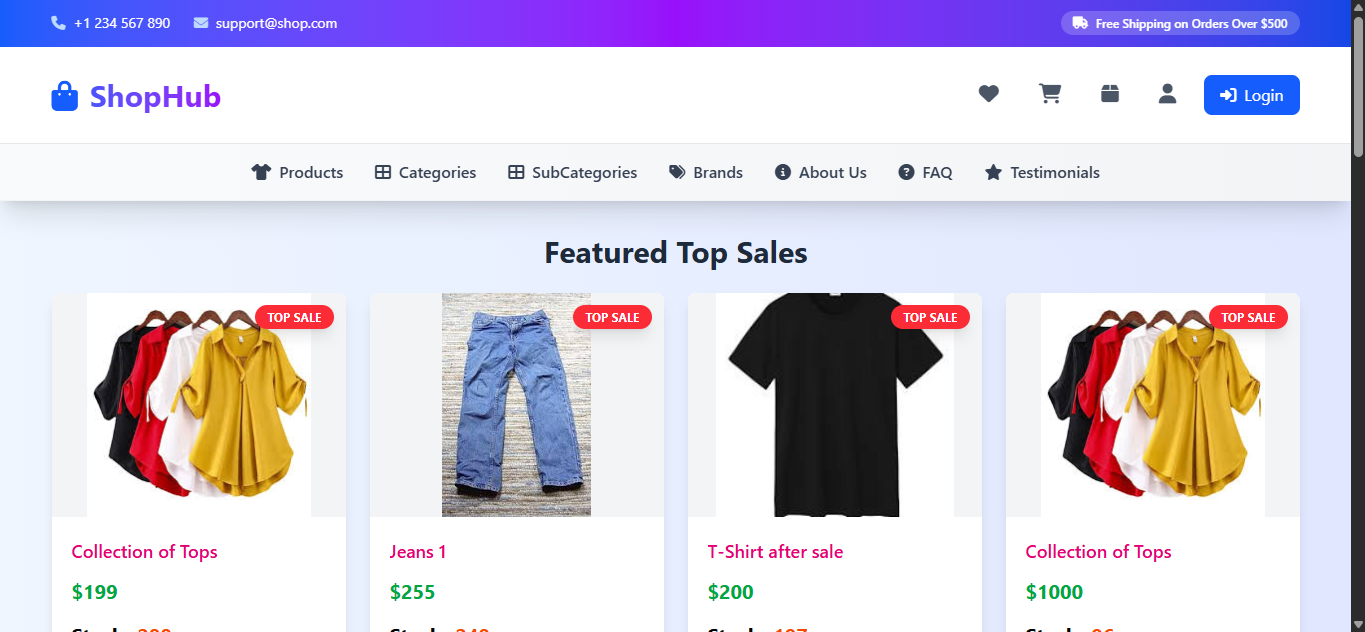 +1 234 567 890 support@shop.com Free Shipping on Orders Over $500
ShopHub Login
Products Categories SubCategories Brands About Us FAQ Testimonials
Featured Top Sales
TOP SALE TOP SALE TOP SALE TOP SALE
Collection of Tops Jeans 1 T-Shirt after sale Collection of Tops
$199 $255 $200 $1000